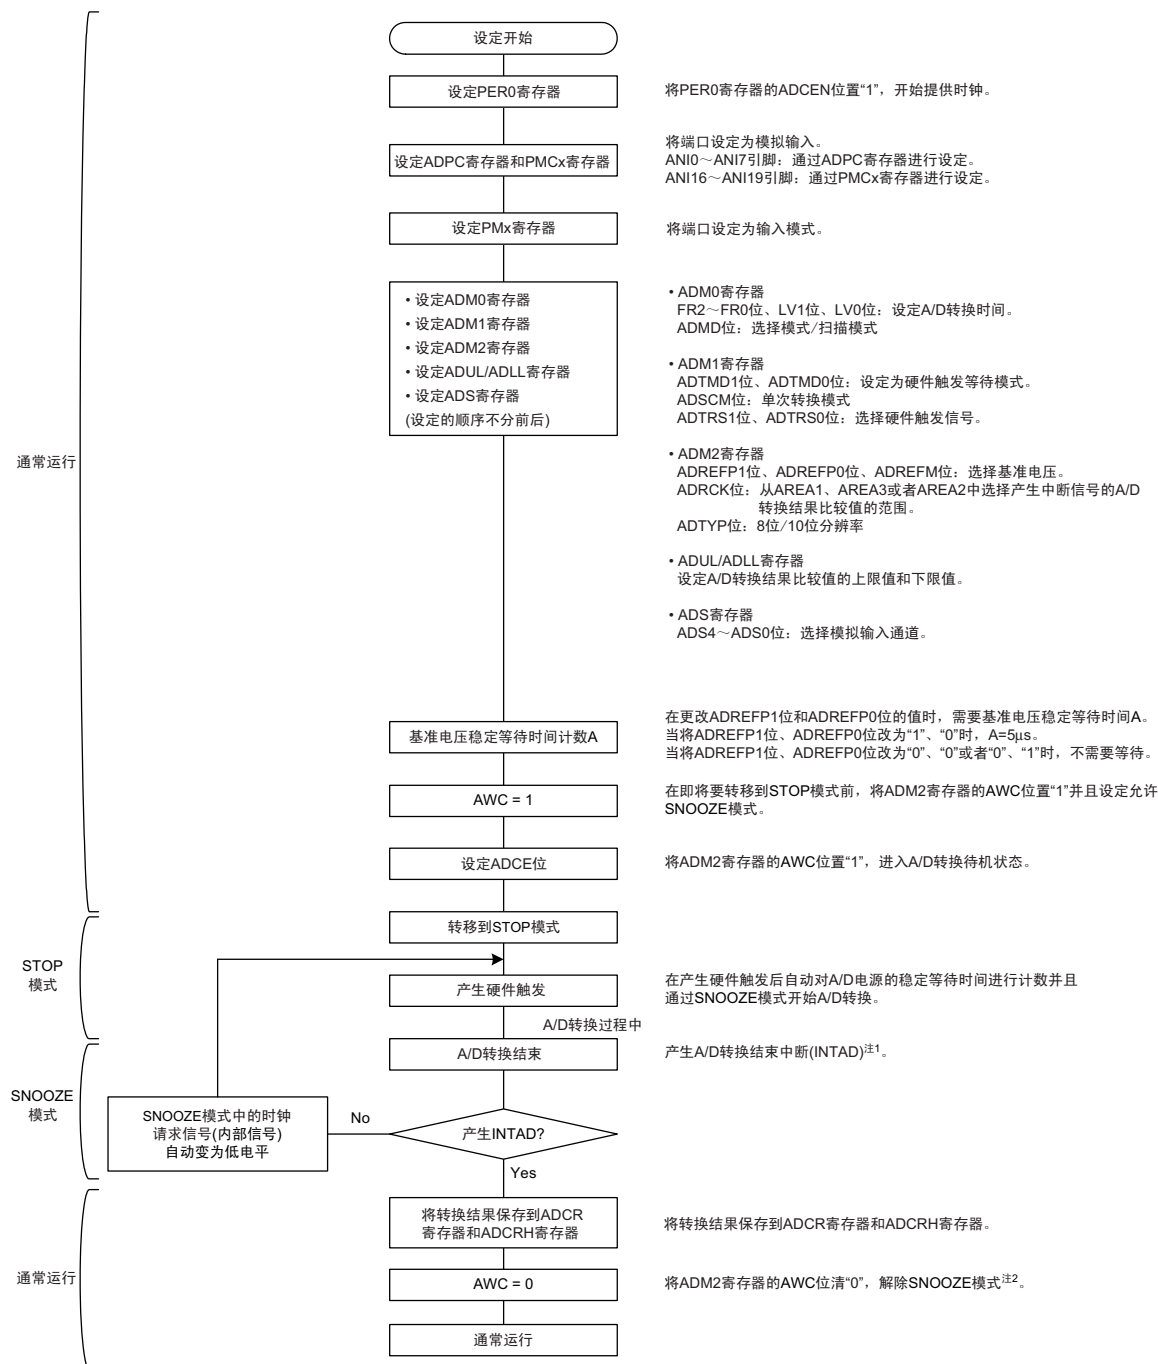 设定开始
设定PER0寄存器
将PER0寄存器的ADCEN位置“1”，开始提供时钟。
设定ADPC寄存器和PMCx寄存器
将端口设定为模拟输入。
ANI0～ANI7引脚：通过ADPC寄存器进行设定。
ANI16～ANI19引脚：通过PMCx寄存器进行设定。
设定PMx寄存器
将端口设定为输入模式。
• 设定ADM0寄存器
• 设定ADM1寄存器
• 设定ADM2寄存器
• 设定ADUL/ADLL寄存器
• 设定ADS寄存器
(设定的顺序不分前后)
• ADM0寄存器
FR2～FR0位、LV1位、LV0位：设定A/D转换时间。
ADMD位：选择模式/扫描模式
• ADM1寄存器
ADTMD1位、ADTMD0位：设定为硬件触发等待模式。
ADSCM位：单次转换模式
ADTRS1位、ADTRS0位：选择硬件触发信号。
• ADM2寄存器
ADREFP1位、ADREFP0位、ADREFM位：选择基准电压。
ADRCK位：从AREA1、AREA3或者AREA2中选择产生中断信号的A/D
转换结果比较值的范围。
ADTYP位：8位/10位分辨率
• ADUL/ADLL寄存器
设定A/D转换结果比较值的上限值和下限值。
• ADS寄存器
ADS4～ADS0位：选择模拟输入通道。
通常运行
基准电压稳定等待时间计数A
在更改ADREFP1位和ADREFP0位的值时，需要基准电压稳定等待时间A。
当将ADREFP1位、ADREFP0位改为“1”、“0”时，A=5μs。
当将ADREFP1位、ADREFP0位改为“0”、“0”或者“0”、“1”时，不需要等待。
AWC = 1
在即将要转移到STOP模式前，将ADM2寄存器的AWC位置“1”并且设定允许
SNOOZE模式。
设定ADCE位
将ADM2寄存器的AWC位置“1”，进入A/D转换待机状态。
转移到STOP模式
STOP
模式
产生硬件触发
在产生硬件触发后自动对A/D电源的稳定等待时间进行计数并且
通过SNOOZE模式开始A/D转换。
A/D转换过程中
A/D转换结束
产生A/D转换结束中断(INTAD)注1。
SNOOZE
模式
SNOOZE模式中的时钟
请求信号(内部信号)
自动变为低电平
No
产生INTAD?
Yes
将转换结果保存到ADCR
寄存器和ADCRH寄存器
将转换结果保存到ADCR寄存器和ADCRH寄存器。
通常运行
AWC = 0
将ADM2寄存器的AWC位清“0”，解除SNOOZE模式注2。
通常运行